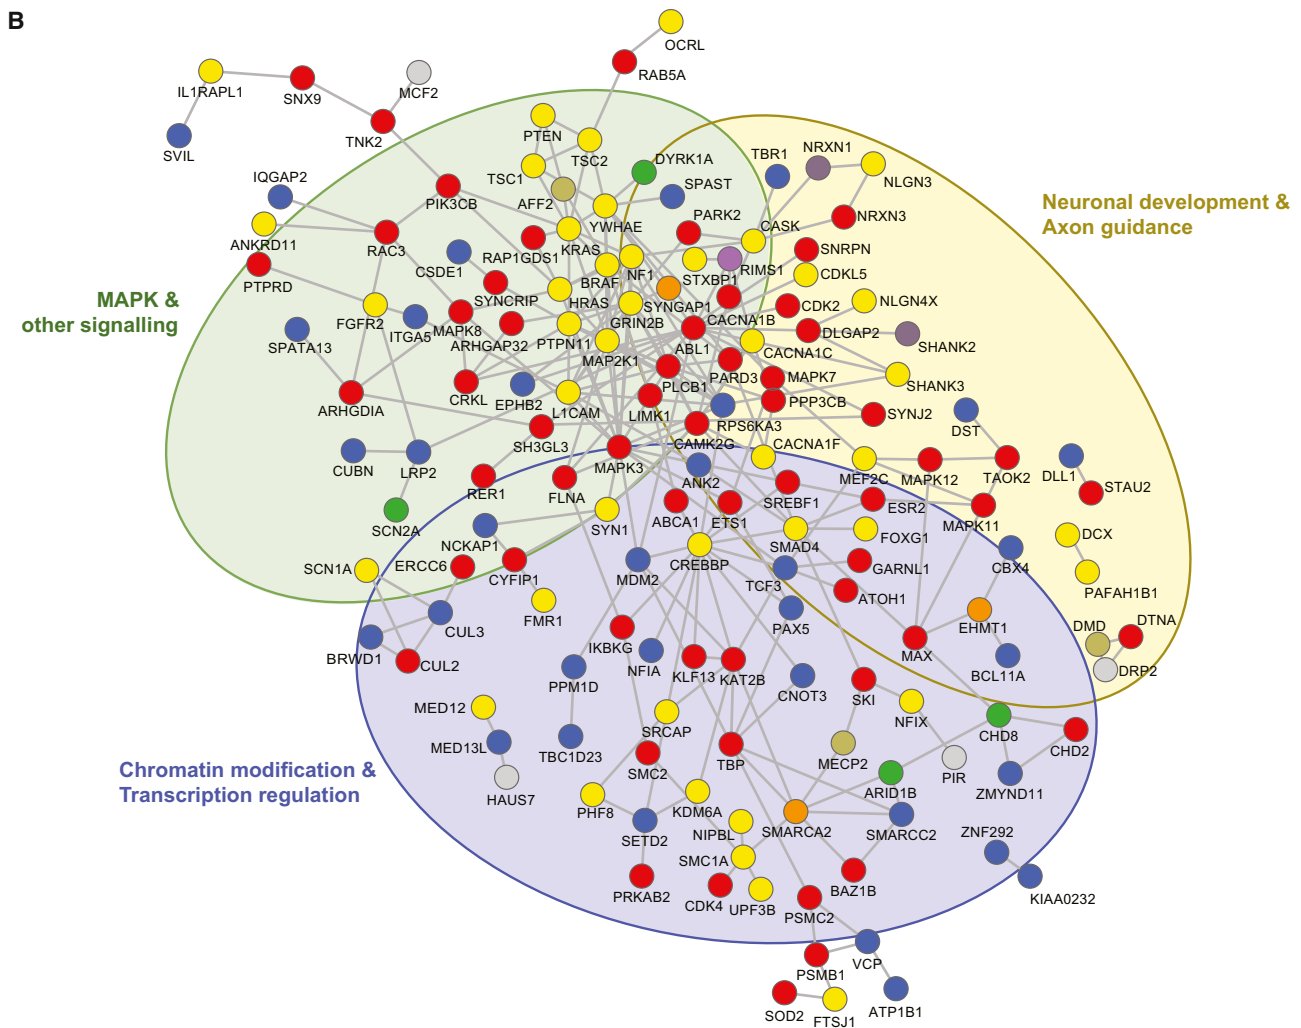 B
OCRL
RAB5A
IL1RAPL1
SNX9
MCF2
TNK2
SVIL
PTEN
TSC2
TSC1
DYRK1A
TBR1
NRXN1
NLGN3
IQGAP2
PIK3CB
AFF2
SPAST
Neuronal development &
Axon guidance
ANKRD11
RAC3
YWHAE
PARK2
CASK
NRXN3
PTPRD
CSDE1
RAP1GDS1
KRAS
NF1
STXBP1
RIMS1
SNRPN
CDKL5
MAPK &
other signalling
SYNCRIP
BRAF
HRAS
SYNGAP1
FGFR2
ITGA5
MAPK8
GRIN2B
CACNA1B
CDK2
NLGN4X
SPATA13
ARHGAP32
PTPN11
MAP2K1
ABL1
CACNA1C
DLGAP2
SHANK2
PLCB1
PARD3
MAPK7
SHANK3
ARHGDIA
CRKL
EPHB2
L1CAM
LIMK1
RPS6KA3
PPP3CB
SYNJ2
DST
SH3GL3
CAMK2G
CACNA1F
CUBN
LRP2
MAPK3
ANK2
MEF2C
MAPK12
TAOK2
DLL1
STAU2
RER1
FLNA
SREBF1
ESR2
MAPK11
SCN2A
SYN1
ABCA1
ETS1
SMAD4
FOXG1
DCX
NCKAP1
CREBBP
CBX4
SCN1A
ERCC6
CYFIP1
MDM2
TCF3
GARNL1
PAFAH1B1
FMR1
ATOH1
CUL3
PAX5
EHMT1
DMD
DTNA
BRWD1
CUL2
IKBKG
NFIA
MAX
BCL11A
DRP2
PPM1D
KLF13
KAT2B
CNOT3
SKI
NFIX
MED12
SRCAP
CHD8
CHD2
MED13L
TBC1D23
SMC2
TBP
MECP2
PIR
Chromatin modification &
Transcription regulation
HAUS7
ARID1B
ZMYND11
PHF8
KDM6A
SETD2
NIPBL
SMARCA2
SMARCC2
ZNF292
SMC1A
PRKAB2
CDK4
UPF3B
BAZ1B
KIAA0232
PSMC2
PSMB1
VCP
SOD2
FTSJ1
ATP1B1